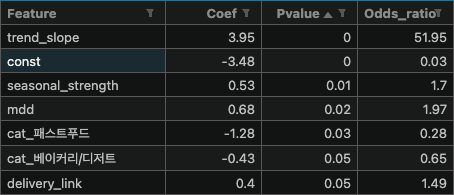 Feature Coef Pvalue Odds_ratio
trend_slope 3.95 0 51.95
const -3.48 0 0.03
seasonal_strength 0.53 0.01 1.7
mdd 0.68 0.02 1.97
cat_패스트푸드 -1.28 0.03 0.28
cat_베이커리/디저트 -0.43 0.05 0.65
delivery_link 0.4 0.05 1.49